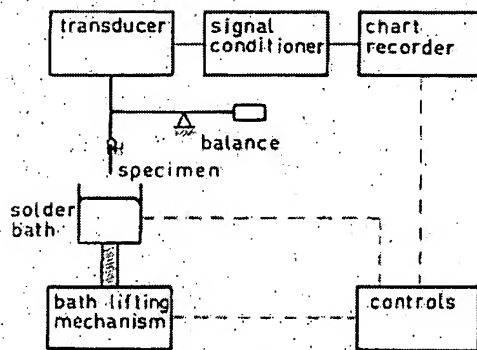 transducer
signal
conditioner
chart
recorder
balance
specimen
solder
bath
bath lifting
mechanism
controls